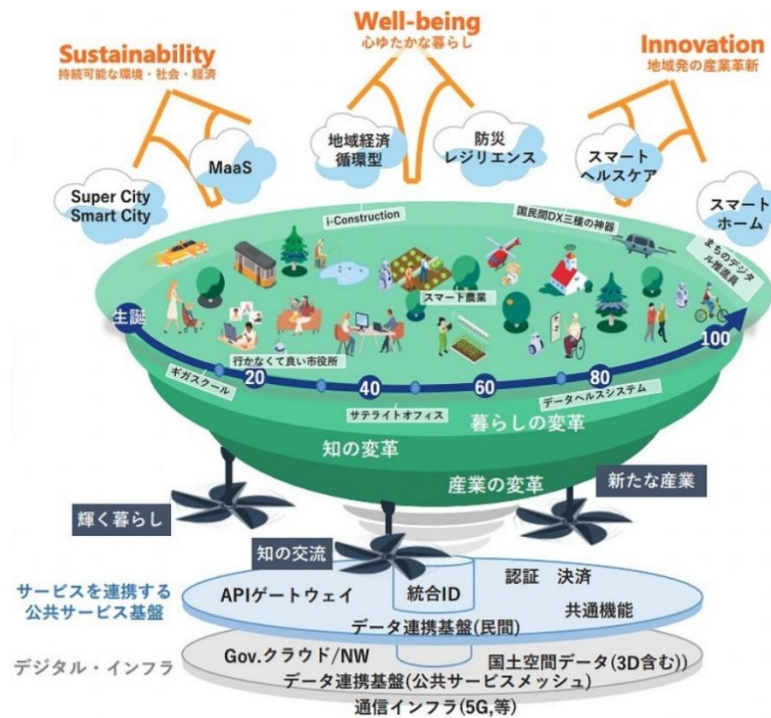 Well-being
心ゆたかな暮らし
Sustainability
持続可能な環境・社会・経済
Innovation
地域発の産業革新
MaaS
地域経済
循環型
防災
レジリエンス
スマート
ヘルスケア
Super City
Smart City
スマート
ホーム
i-Construction
国民間DX三種の神器
まちのデジタル推進員
スマート農業
生誕
100
行かなくて良い市役所
ギガスクール
20
40
60
80
サテライトオフィス
データヘルスシステム
暮らしの変革
知の変革
産業の変革
新たな産業
輝く暮らし
知の交流
サービスを連携する
公共サービス基盤
APIゲートウェイ
統合ID
認証 決済
共通機能
データ連携基盤(民間)
デジタル・インフラ
Gov.クラウド/NW
国土空間データ(3D含む))
データ連携基盤(公共サービスメッシュ)
通信インフラ(5G,等)